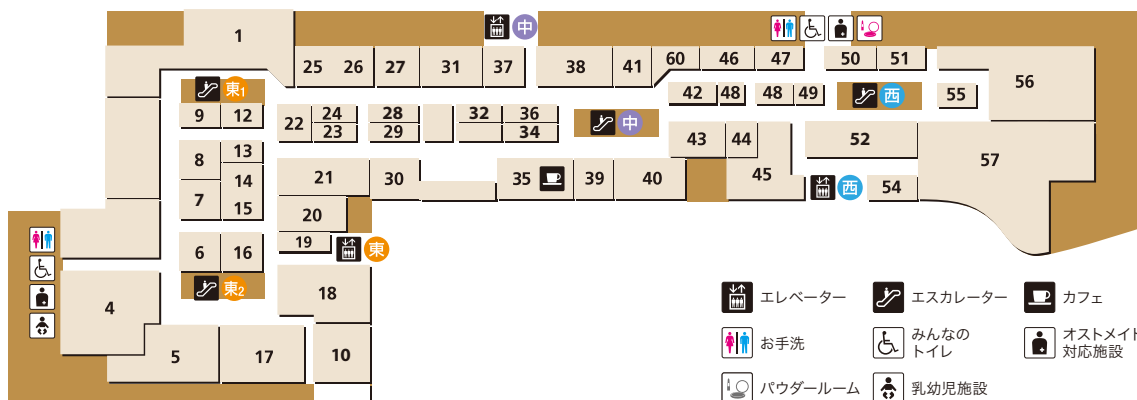 1
中
25 26 27 31 37 38 41 60 46 47 50 51
56
東1
42 48 48 49 西 55
9 12
22 24 28 32 36
23 29 34
中
8 13
43 44 52
57
14
21 30 35 39 40 45
西 54
7 15
20
6 16 19 東
東2
18
4
エレベーター エスカレーター カフェ
5 17 10
お手洗 みんなの
トイレ
オストメイト
対応施設
パウダールーム 乳幼児施設